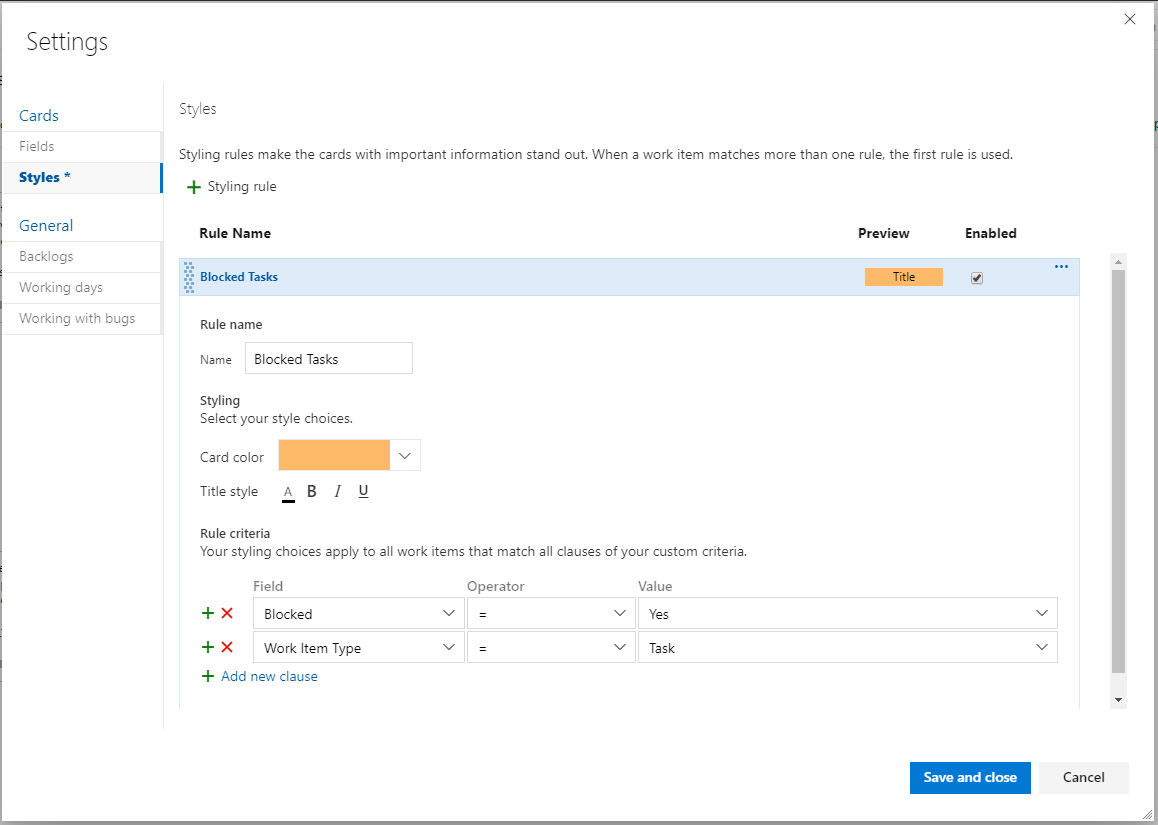 Settings
Cards
Fields
Styles *
General
Backlogs
Working days
Working with bugs
Styles
Styling rules make the cards with important information stand out. When a work item matches more than one rule, the first rule is used.
+ Styling rule
Rule Name Preview Enabled
Blocked Tasks Title ...
Rule name
Name Blocked Tasks
Styling
Select your style choices.
Card color
Title style A B I U
Rule criteria
Your styling choices apply to all work items that match all clauses of your custom criteria.
Field Operator Value
Blocked = Yes
Work Item Type = Task
+ Add new clause
Save and close Cancel